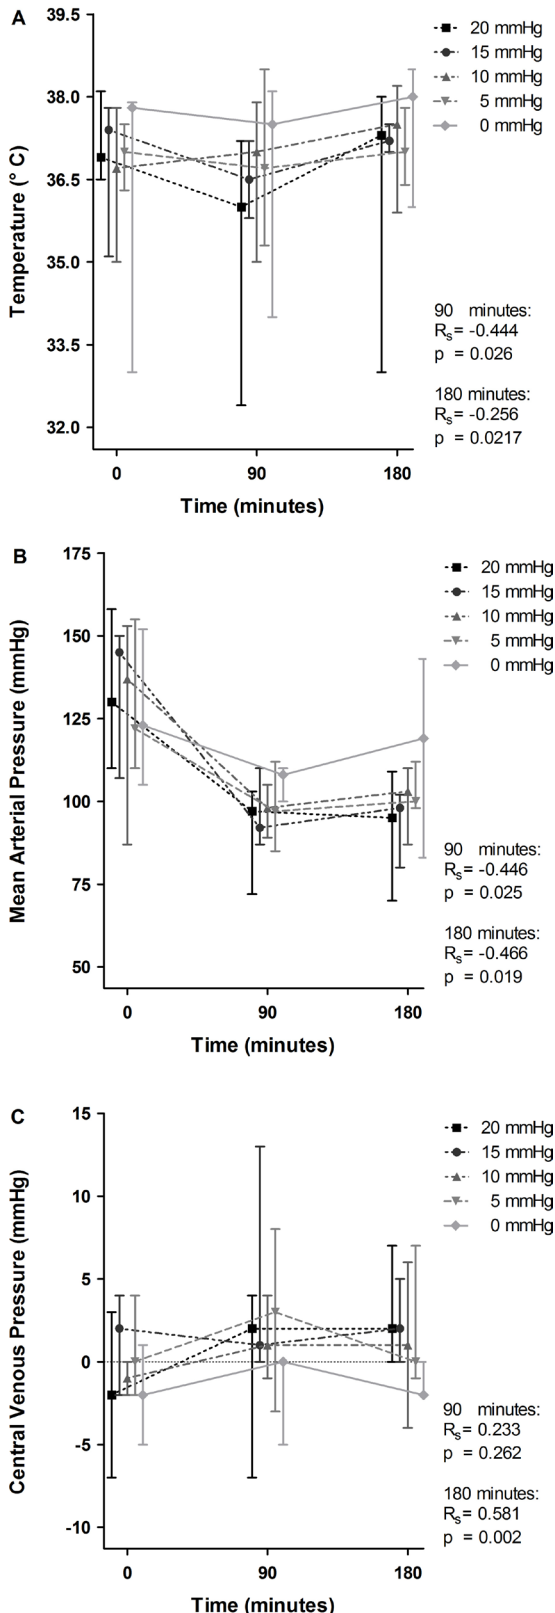 A
39.5
38.0
36.5
35.0
33.5
32.0
Temperature (° C)
0
90
180
Time (minutes)
20 mmHg
15 mmHg
10 mmHg
5 mmHg
0 mmHg
90 minutes:
Rs= -0.444
p = 0.026
180 minutes:
Rs= -0.256
p = 0.0217
B
175
150
125
100
75
50
Mean Arterial Pressure (mmHg)
0
90
180
Time (minutes)
20 mmHg
15 mmHg
10 mmHg
5 mmHg
0 mmHg
90 minutes:
Rs= -0.446
p = 0.025
180 minutes:
Rs= -0.466
p = 0.019
C
15
10
5
0
-5
-10
Central Venous Pressure (mmHg)
0
90
180
Time (minutes)
20 mmHg
15 mmHg
10 mmHg
5 mmHg
0 mmHg
90 minutes:
Rs= 0.233
p = 0.262
180 minutes:
Rs= 0.581
p = 0.002